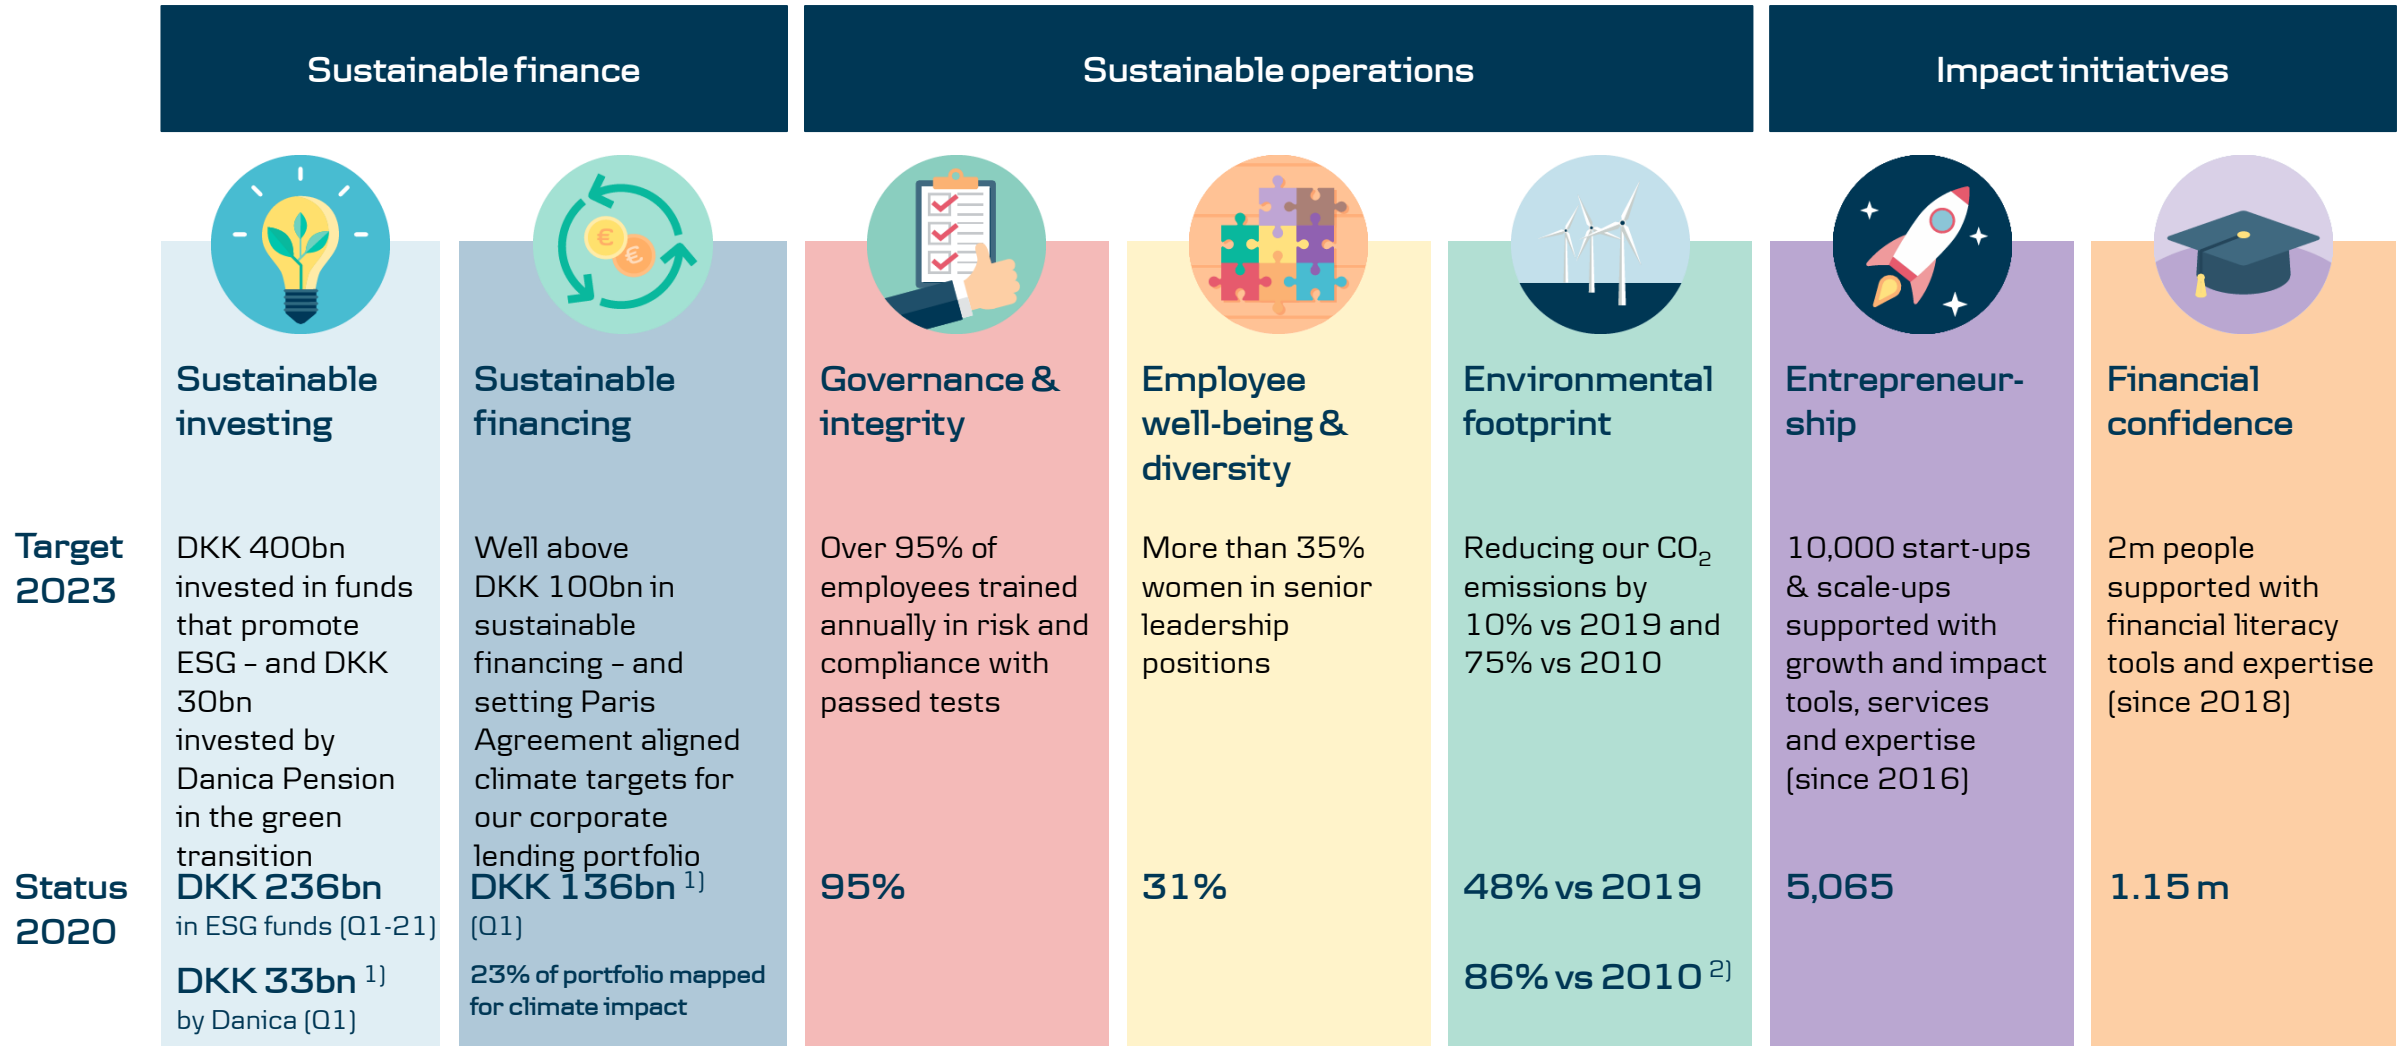 Sustainable finance
Sustainable operations
Impact initiatives
Sustainable
investing
Sustainable
financing
Governance &
integrity
Employee
well-being &
diversity
Environmental
footprint
Entrepreneur-
ship
Financial
confidence
Target
2023
DKK 400bn
invested in funds
that promote
ESG – and DKK
30bn
invested by
Danica Pension
in the green
transition
Well above
DKK 100bn in
sustainable
financing – and
setting Paris
Agreement aligned
climate targets for
our corporate
lending portfolio
Over 95% of
employees trained
annually in risk and
compliance with
passed tests
More than 35%
women in senior
leadership
positions
Reducing our CO₂
emissions by
10% vs 2019 and
75% vs 2010
10,000 start-ups
& scale-ups
supported with
growth and impact
tools, services
and expertise
(since 2016)
2m people
supported with
financial literacy
tools and expertise
(since 2018)
Status
2020
DKK 236bn
in ESG funds (Q1-21)
DKK 33bn 1)
by Danica (Q1)
DKK 136bn 1)
(Q1)
23% of portfolio mapped
for climate impact
95%
31%
48% vs 2019
86% vs 2010 2)
5,065
1.15 m